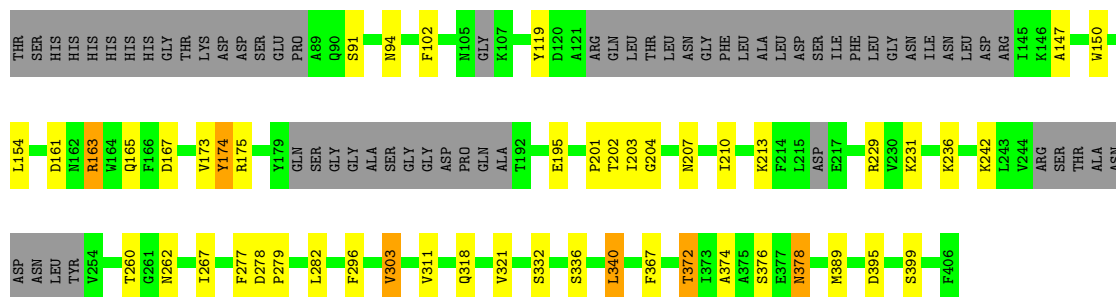 THR SER HIS HIS HIS HIS HIS HIS GLY THR LYS ASP ASP SER GLU PRO A89 Q90 S91 N94 F102 N105 GLY K107 Y119 D120 A121 ARG GLN LEU THR LEU ASN GLY PHE LEU ALA LEU ASP SER ILE PHE LEU GLY ASN ILE ASN LEU ASP ARG I145 K146 A147 W150
L154 D161 N162 R163 W164 Q165 F166 D167 V173 Y174 R175 Y179 GLN SER GLY GLY ALA SER GLY GLY ASP PRO GLN ALA T192 E195 P201 T202 I203 G204 N207 I210 K213 F214 L215 ASP E217 R229 V230 K231 K236 K242 L243 V244 ARG SER THR ALA ASN
ASP ASN LEU TYR V254 T260 G261 N262 I267 F277 D278 P279 L282 F296 V303 V311 Q318 V321 S332 S336 L340 F367 T372 I373 A374 A375 S376 E377 N378 M389 D395 S399 F406